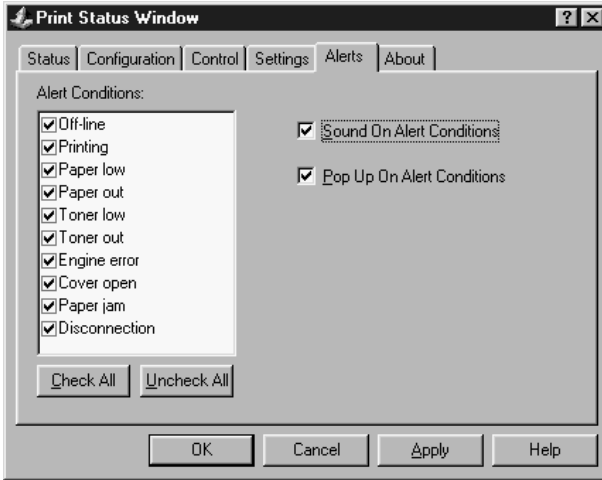 Print Status Window
Status Configuration Control Settings Alerts About
Alert Conditions:
Off-line
Printing
Paper low
Paper out
Toner low
Toner out
Engine error
Cover open
Paper jam
Disconnection
Sound On Alert Conditions
Pop Up On Alert Conditions
Check All Uncheck All
OK Cancel Apply Help